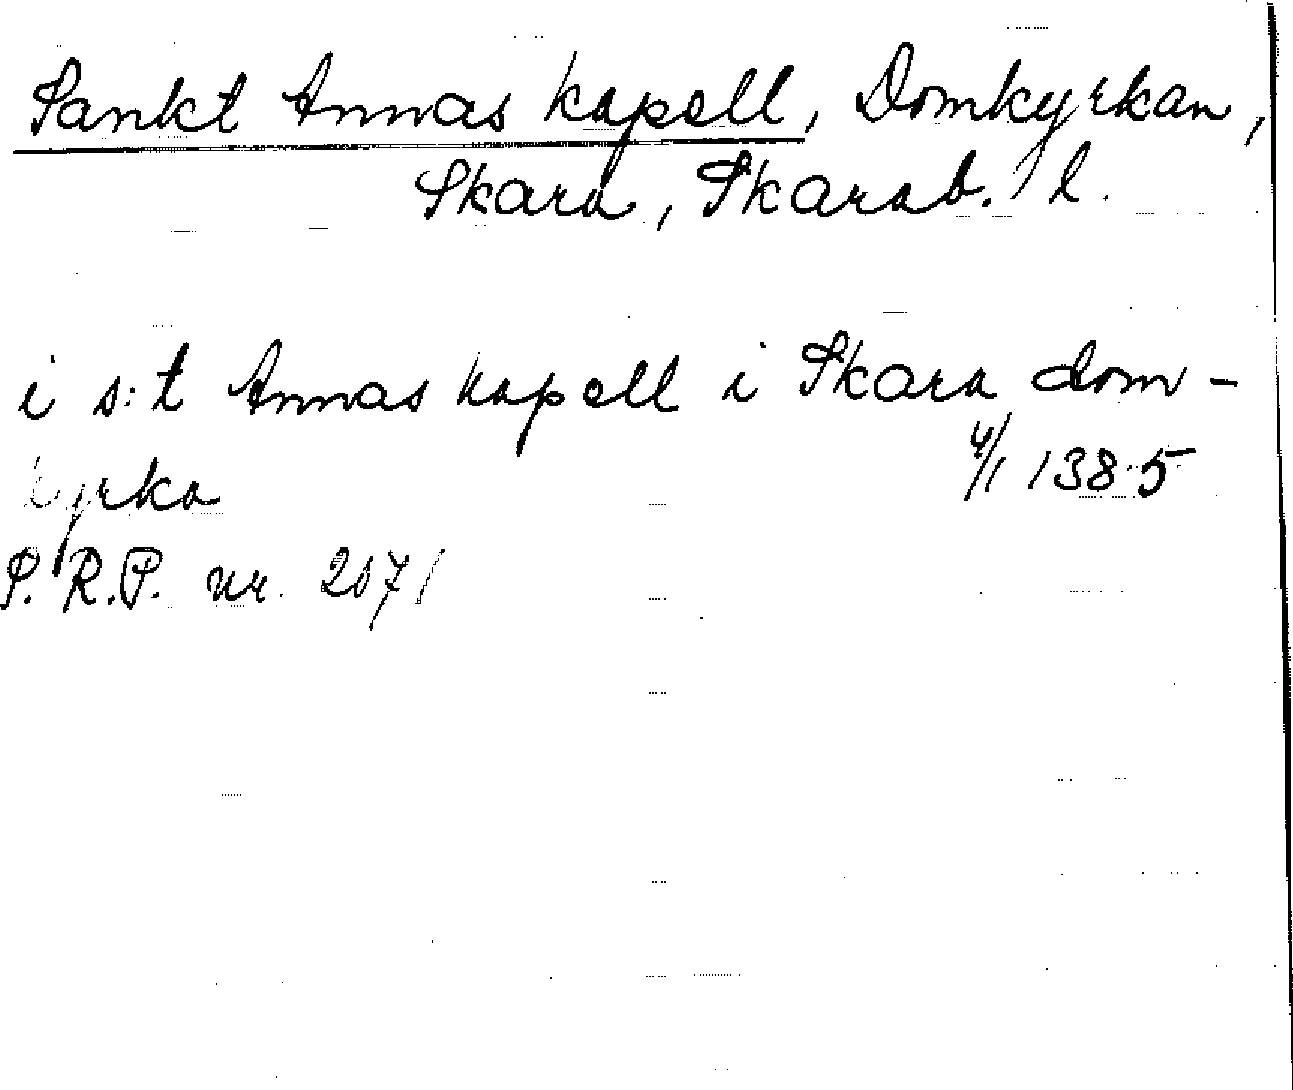 Sankt Annas kapell, Domkyrkan,
Skara, Skarab. l.
i s:t Annas kapell i Skara dom-
kyrka 4/1 1385
P.R.P. nr. 2071